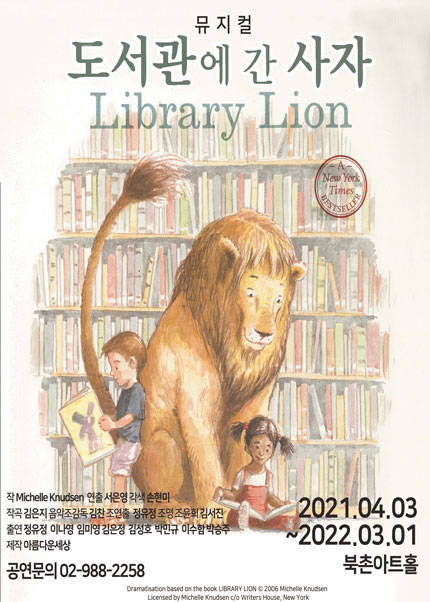 뮤지컬
도서관에 간 사자
Library Lion
- A -
New York
Times
BESTSELLER
작 Michelle Knudsen 연출 서은영 각색 손현미
작곡 김은지 음악조감독 김찬 조연출 정유정 조명 조윤희 김서진
출연 정유정 이나영 임미영 김은정 김성호 박민규 이수함 박승주
제작 아름다운세상
공연문의 02-988-2258
2021.04.03
~2022.03.01
북촌아트홀
Dramatisation based on the book LIBRARY LION © 2006 Michelle Knudsen
Licensed by Michelle Knudsen c/o Writers House, New York